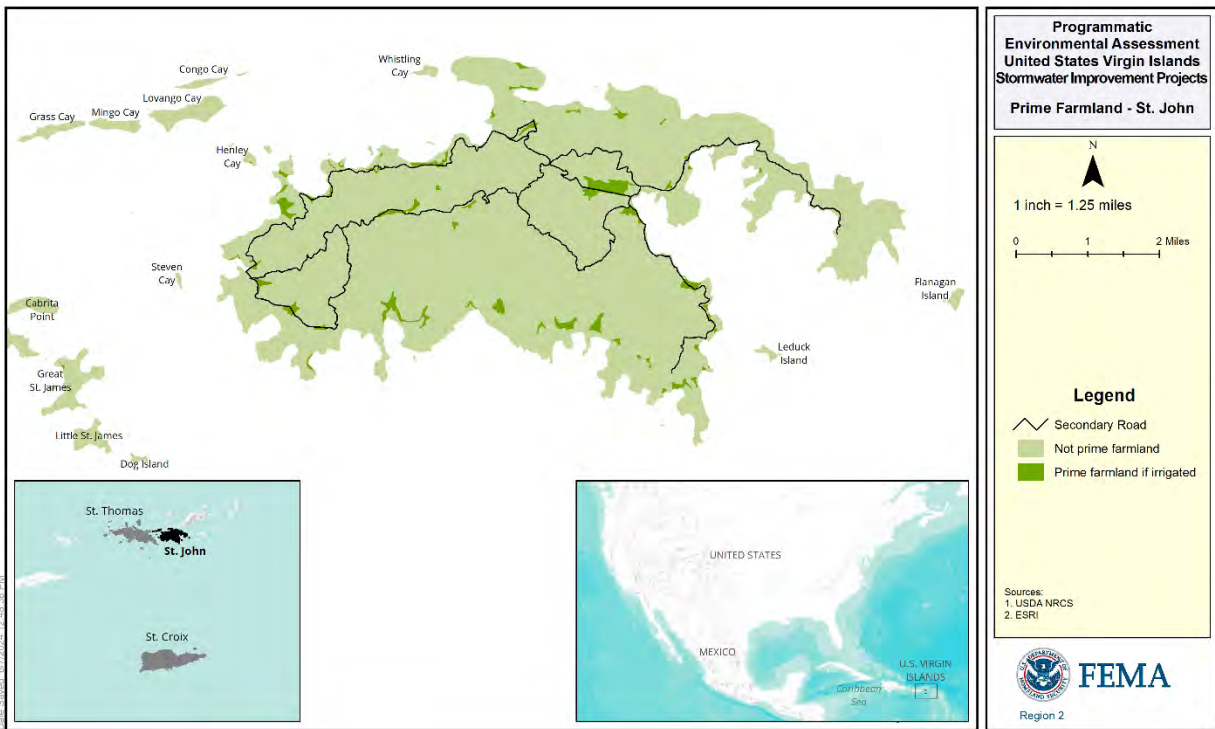 Whistling
Cay
Congo Cay
Lovango Cay
Mingo Cay
Grass Cay
Henley
Cay
Steven
Cay
Cabrita
Point
Flanagan
Island
Leduck
Island
Great
St. James
Little St. James
Dog Island
St. Thomas
St. John
St. Croix
UNITED STATES
MEXICO
U.S. VIRGIN
ISLANDS
Caribbean
Sea
Programmatic
Environmental Assessment
United States Virgin Islands
Stormwater Improvement Projects
Prime Farmland - St. John
N
1 inch = 1.25 miles
0 1 2 Miles
Legend
Secondary Road
Not prime farmland
Prime farmland if irrigated
Sources:
1. USDA NRCS
2. ESRI
FEMA
Region 2